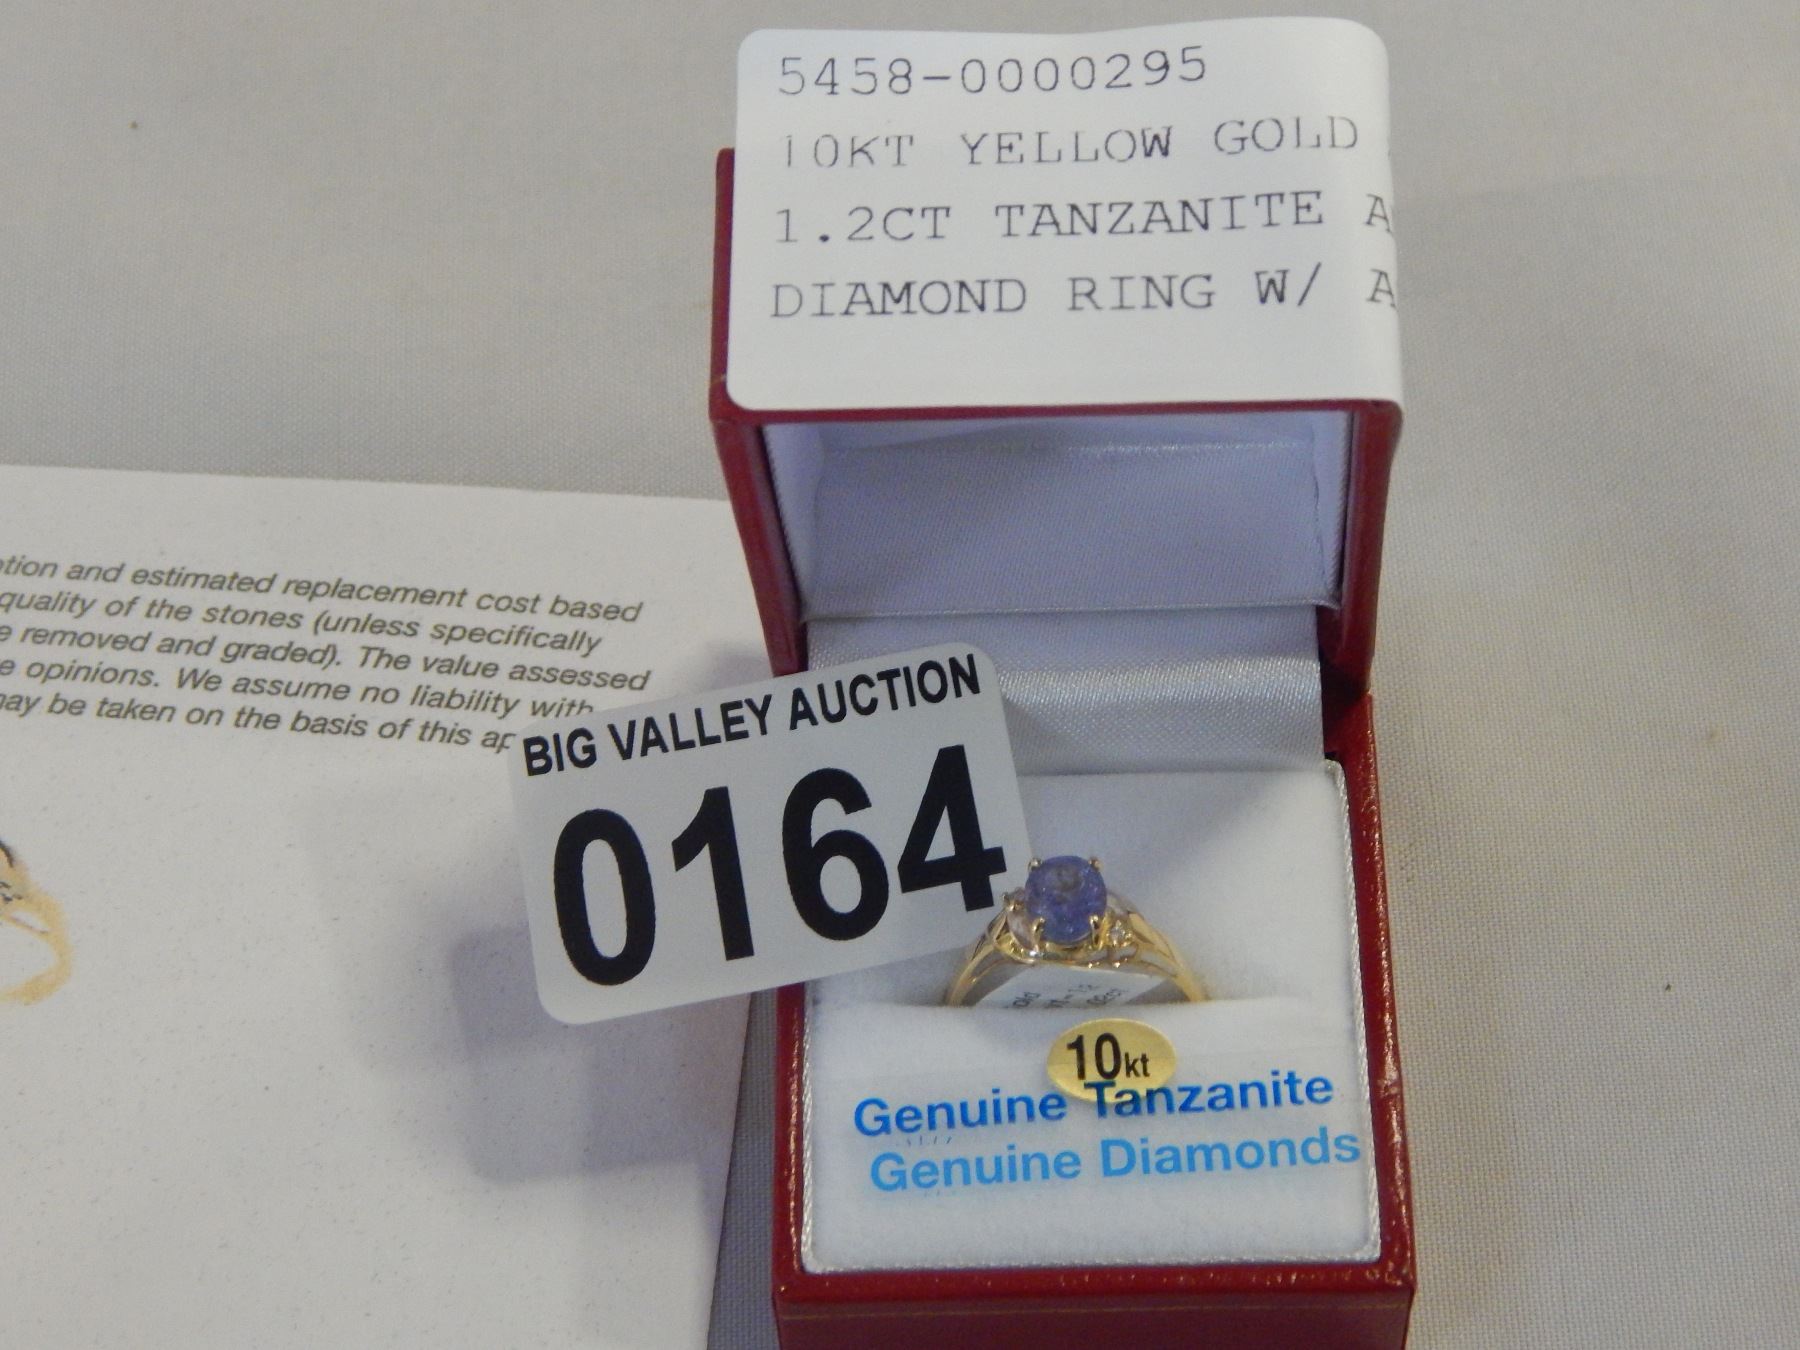 5458-0000295
10KT YELLOW GOLD
1.2CT TANZANITE A
DIAMOND RING W/ A
tion and estimated replacement cost based
quality of the stones (unless specifically
e removed and graded). The value assessed
e opinions. We assume no liability with
may be taken on the basis of this ap
BIG VALLEY AUCTION
0164
10kt
Genuine Tanzanite
Genuine Diamonds